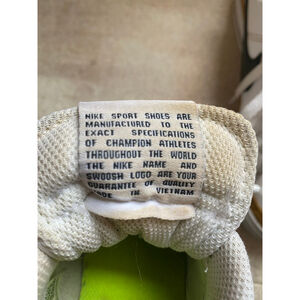 NIKE SPORT SHOES ARE
MANUFACTURED TO THE
EXACT SPECIFICATIONS
OF CHAMPION ATHLETES
THROUGHOUT THE WORLD
THE NIKE NAME AND
SWOOSH LOGO ARE YOUR
GUARANTEE OF QUALITY
MADE IN VIETNAM